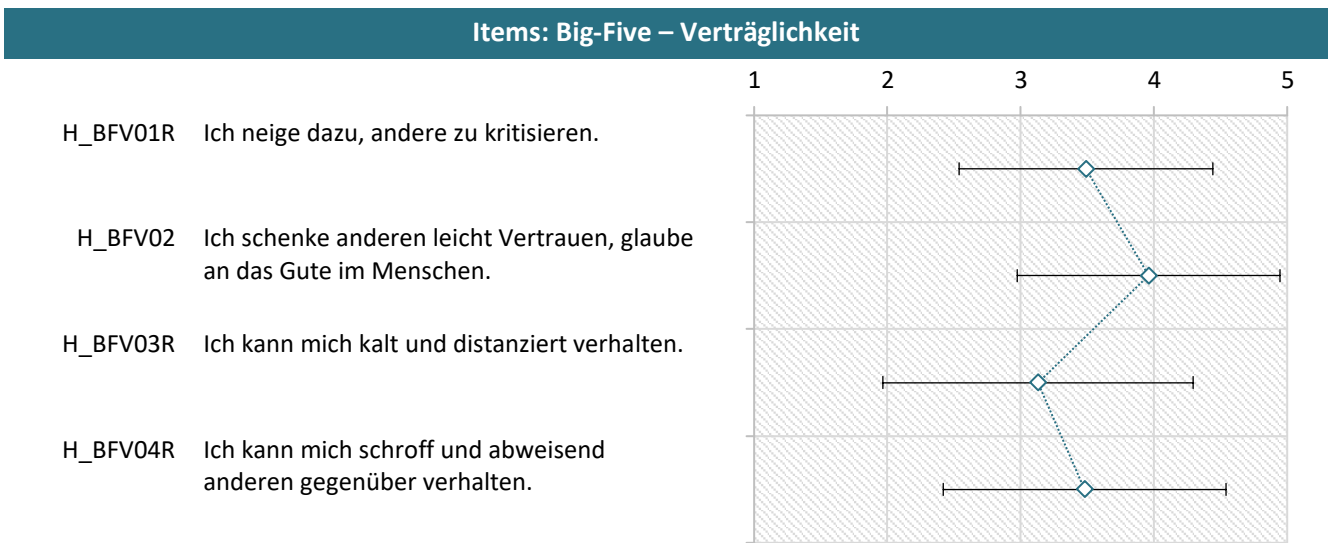 Items: Big-Five – Verträglichkeit
1 2 3 4 5
H_BFV01R Ich neige dazu, andere zu kritisieren.
H_BFV02 Ich schenke anderen leicht Vertrauen, glaube
an das Gute im Menschen.
H_BFV03R Ich kann mich kalt und distanziert verhalten.
H_BFV04R Ich kann mich schroff und abweisend
anderen gegenüber verhalten.